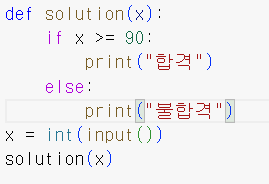 def solution(x):
    if x >= 90:
        print("합격")
    else:
        print("불합격")
x = int(input())
solution(x)